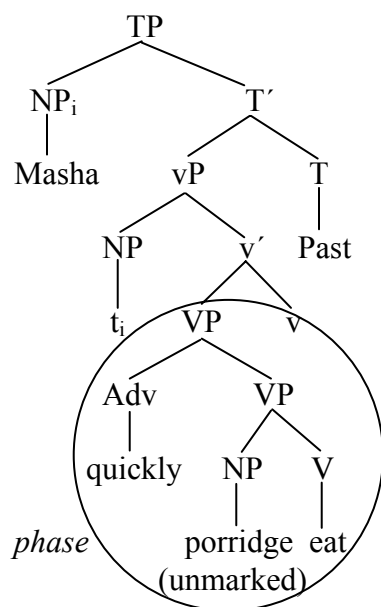 TP
NPi T´
Masha vP T
NP v´ Past
ti VP v
Adv VP
quickly NP V
phase porridge eat
(unmarked)